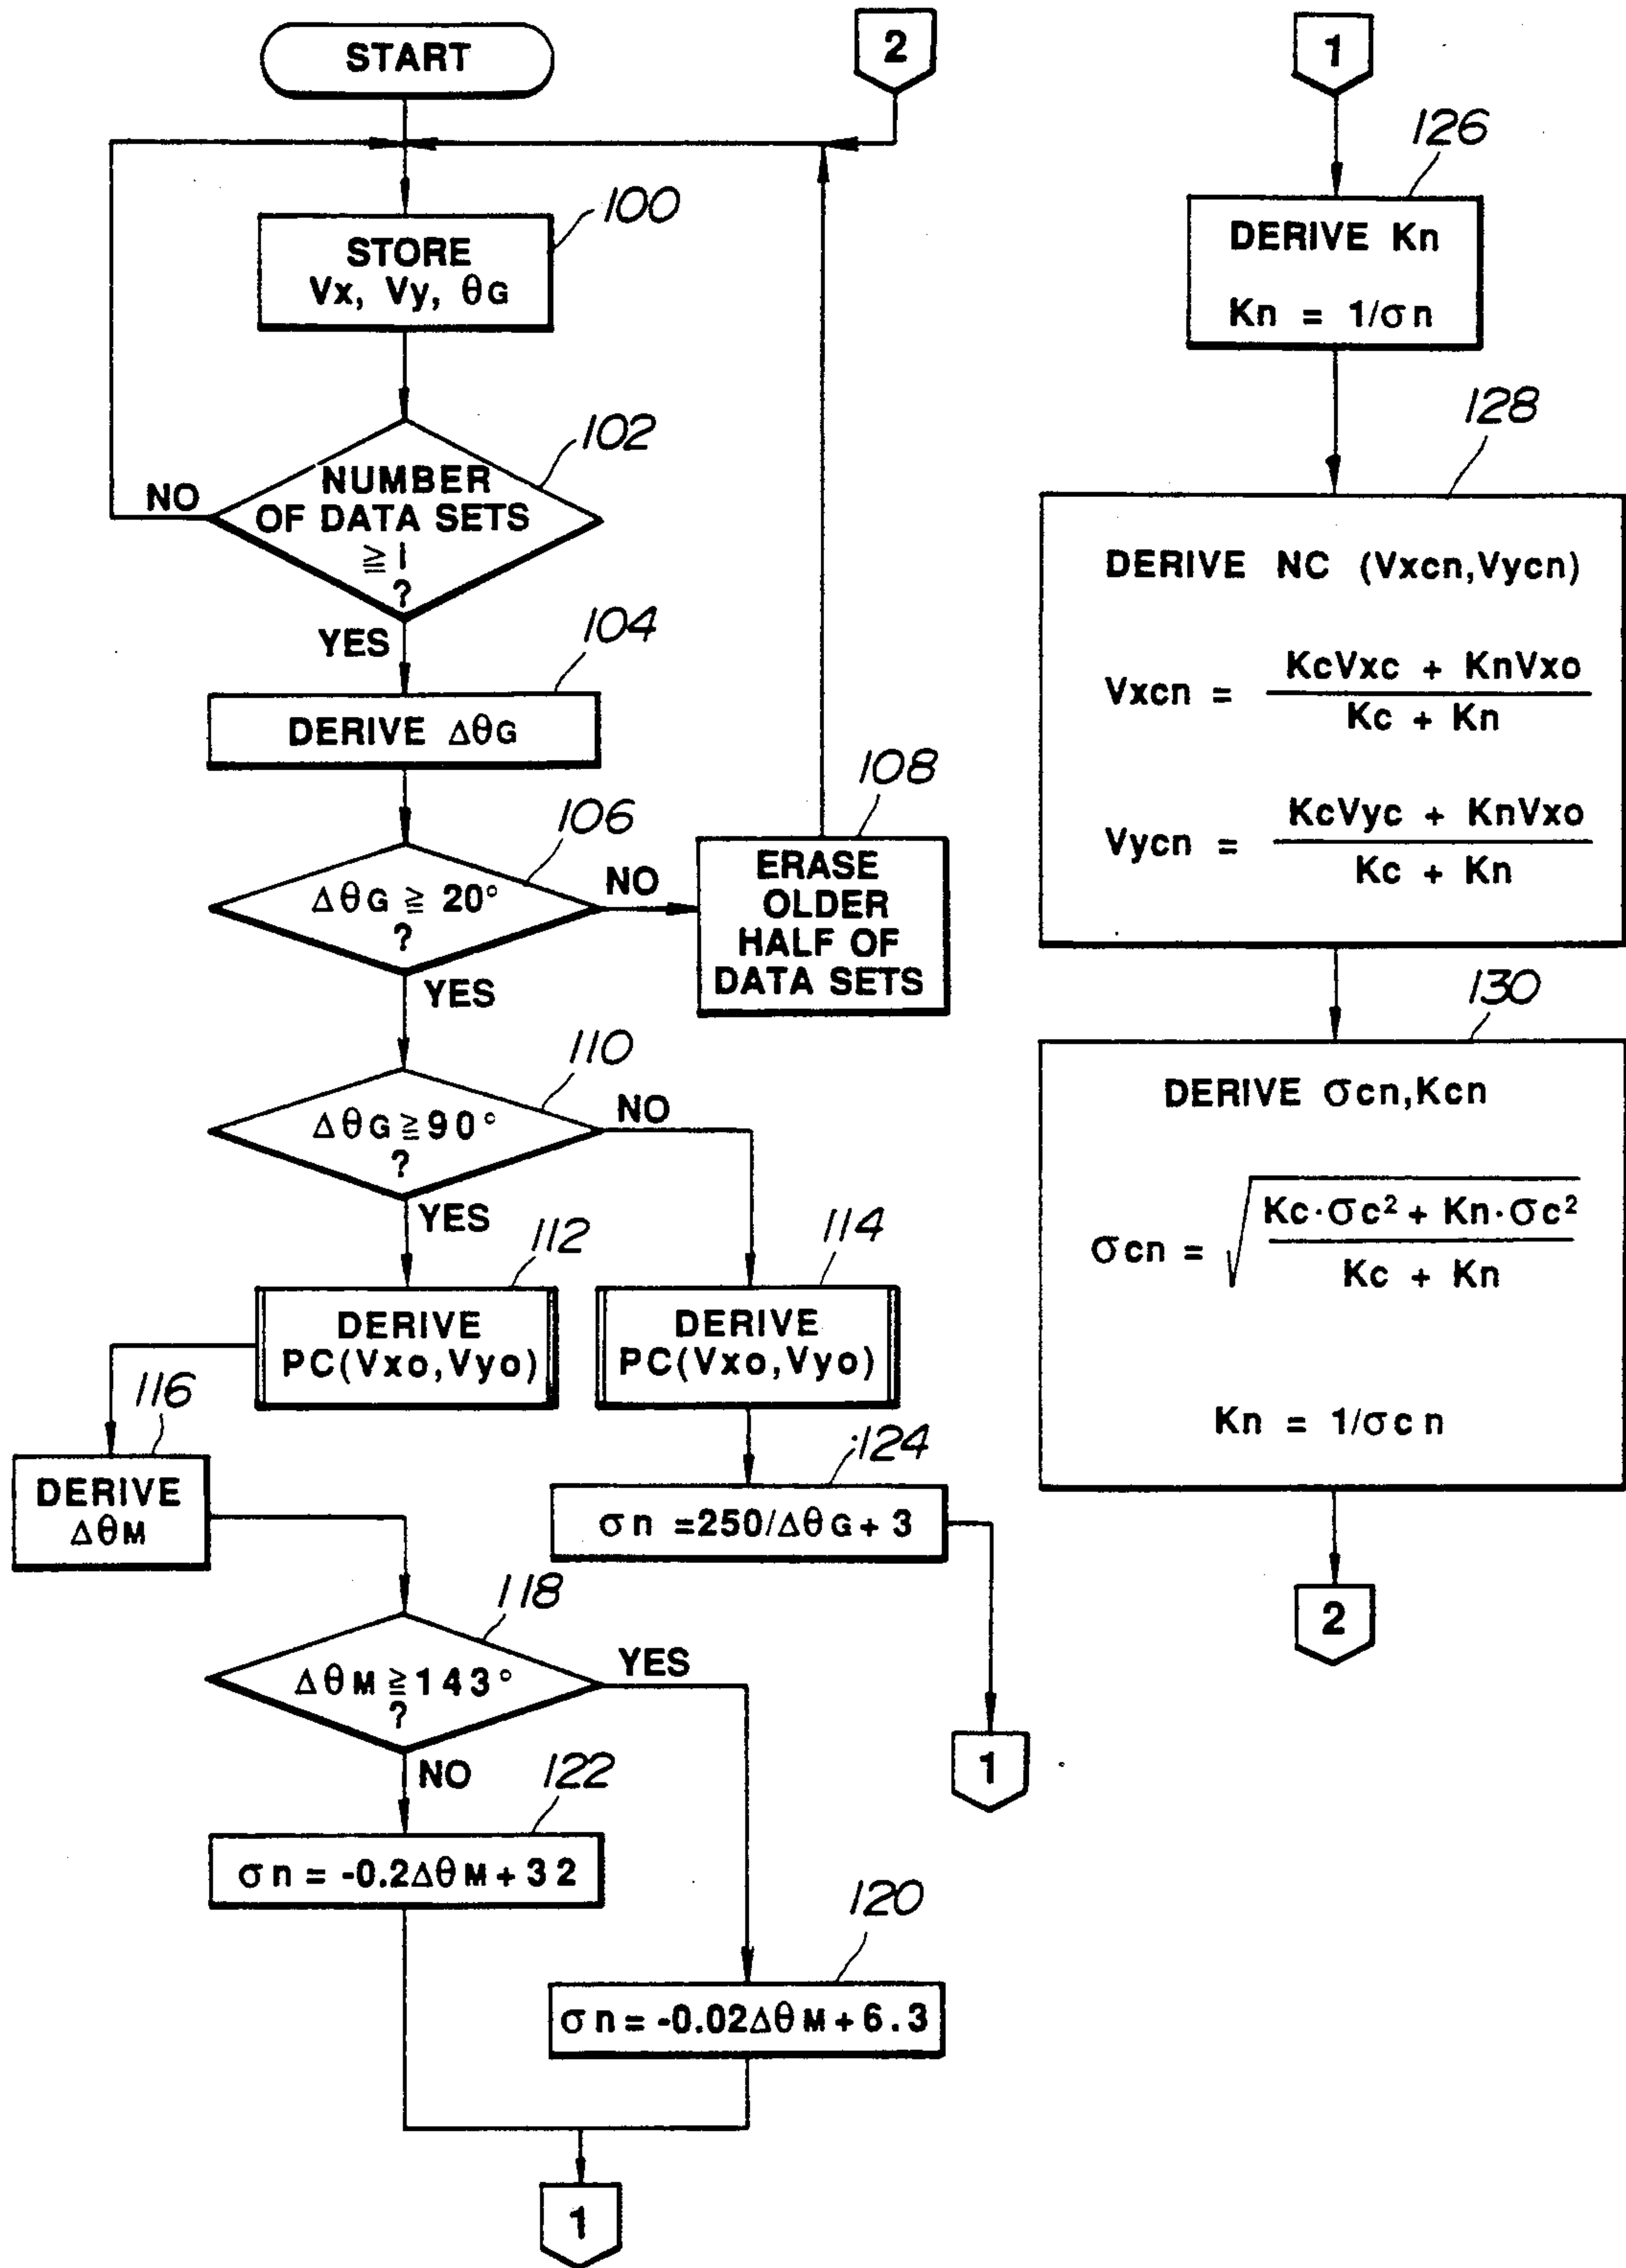 START
2
100
STORE
Vx, Vy, θG
102
NUMBER
OF DATA SETS
≧ i
?
NO
YES
104
DERIVE ΔθG
106
ΔθG ≧ 20°
?
NO
YES
108
ERASE
OLDER
HALF OF
DATA SETS
110
ΔθG ≧ 90°
?
NO
YES
112
DERIVE
PC(Vxo,Vyo)
114
DERIVE
PC(Vxo,Vyo)
116
DERIVE
ΔθM
124
σn =250/ΔθG + 3
1
118
ΔθM ≧ 143°
?
YES
NO
122
σn = -0.2ΔθM + 32
120
σn = -0.02ΔθM + 6.3
1
1
126
DERIVE Kn
Kn = 1/σn
128
DERIVE NC (Vxcn,Vycn)
Vxcn = KcVxc + KnVxo / Kc + Kn
Vycn = KcVyc + KnVxo / Kc + Kn
130
DERIVE σcn,Kcn
σcn = √ Kc·σc² + Kn·σc² / Kc + Kn
Kn = 1/σcn
2